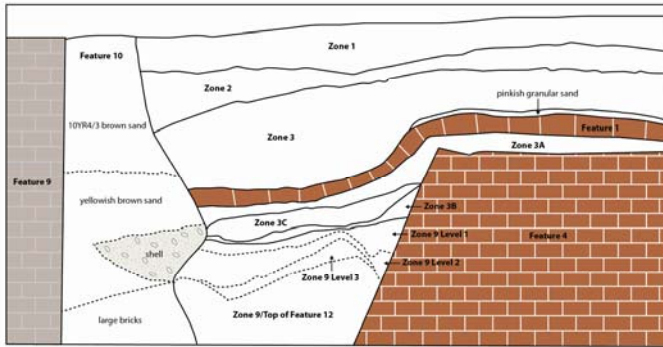 Zone 1
Feature 10
Zone 2
pinkish granular sand
10YR4/3 brown sand
Feature 1
Zone 3
Zone 3A
Feature 9
yellowish brown sand
Zone 3B
Zone 3C
Zone 9 Level 1
Feature 4
shell
Zone 9 Level 2
Zone 9 Level 3
Zone 9/Top of Feature 12
large bricks